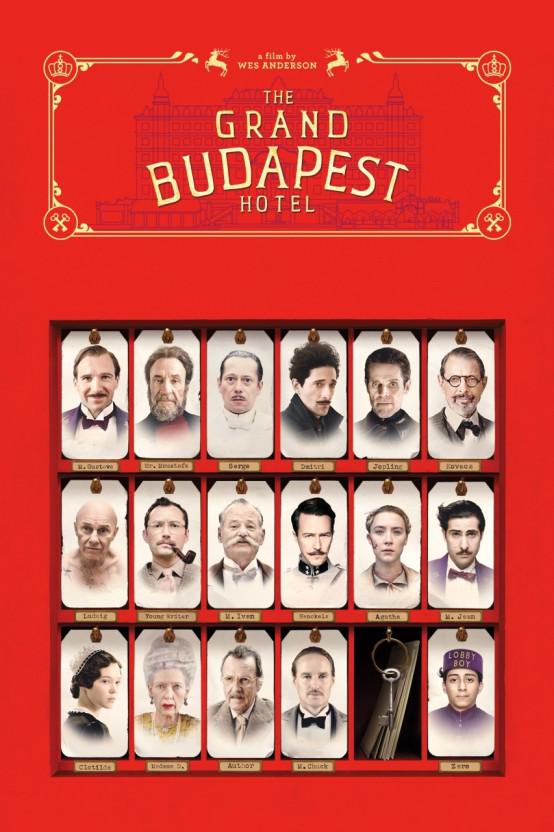 a film by
WES ANDERSON
THE
GRAND
BUDAPEST
HOTEL
M. Gustave
Mr. Moustafa
Serge
Dmitri
Jopling
Kovacs
Ludwig
Young Writer
M. Ivan
Henckels
Agatha
M. Jean
LOBBY
BOY
Clotilde
Madame D.
Author
M. Chuck
Zero